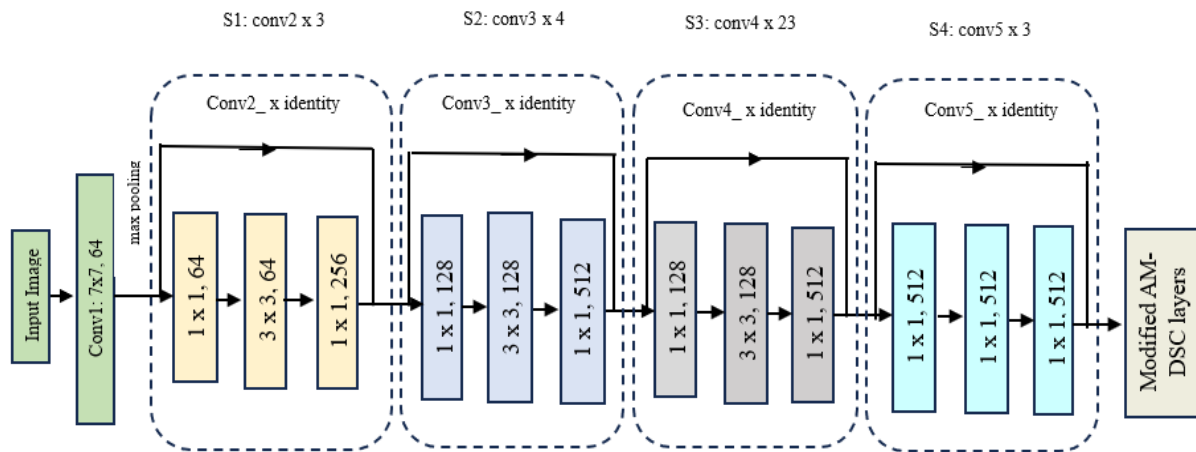 S1: conv2 x 3
S2: conv3 x 4
S3: conv4 x 23
S4: conv5 x 3
Conv2_ x identity
Conv3_ x identity
Conv4_ x identity
Conv5_ x identity
Input Image
Conv1: 7x7, 64
max pooling
1 x 1, 64
3 x 3, 64
1 x 1, 256
1 x 1, 128
3 x 3, 128
1 x 1, 512
1 x 1, 128
3 x 3, 128
1 x 1, 512
1 x 1, 512
1 x 1, 512
1 x 1, 512
Modified AM-
DSC layers